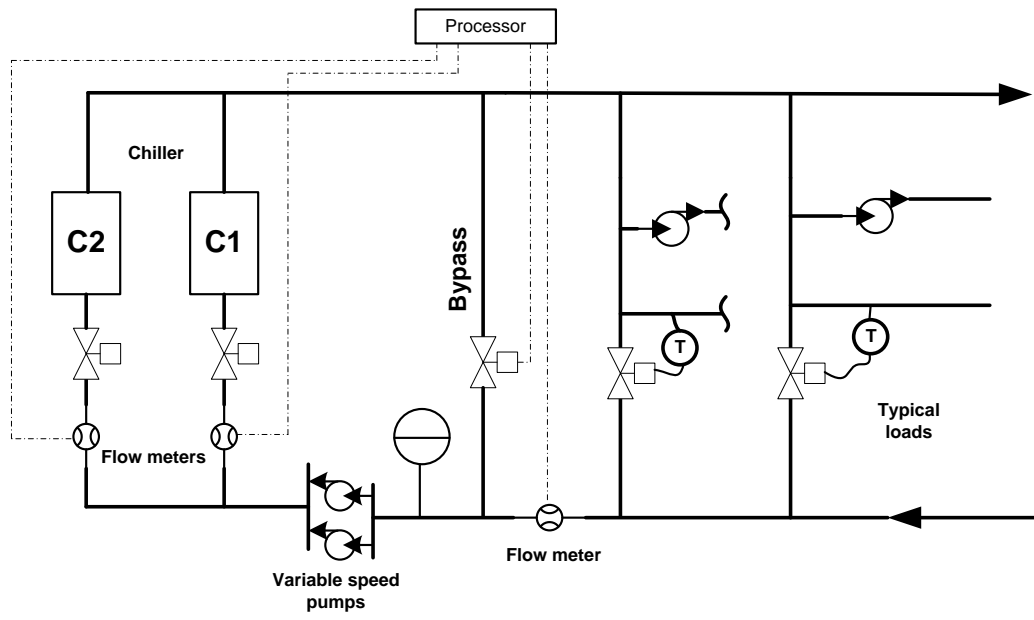 Processor
Chiller
C2
C1
Bypass
T
T
Typical
loads
Flow meters
Flow meter
Variable speed
pumps